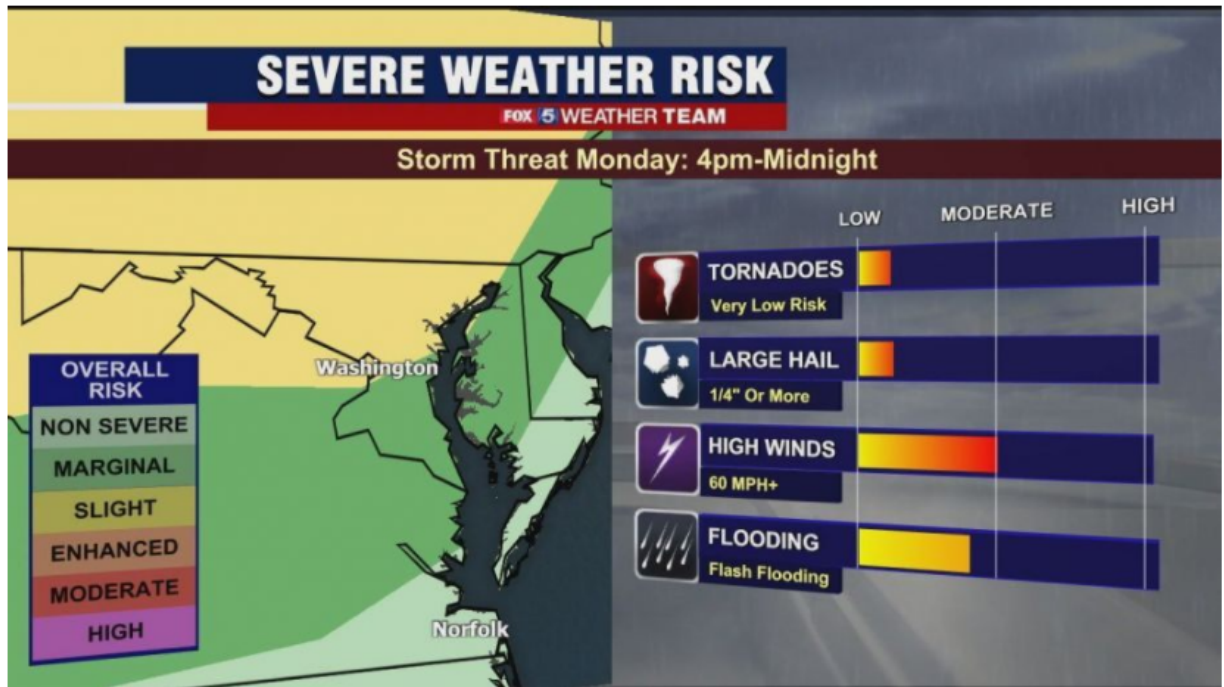 SEVERE WEATHER RISK
FOX 5 WEATHER TEAM
Storm Threat Monday: 4pm-Midnight
LOW MODERATE HIGH
TORNADOES
Very Low Risk
LARGE HAIL
1/4" Or More
HIGH WINDS
60 MPH+
FLOODING
Flash Flooding
Washington
Norfolk
OVERALL
RISK
NON SEVERE
MARGINAL
SLIGHT
ENHANCED
MODERATE
HIGH